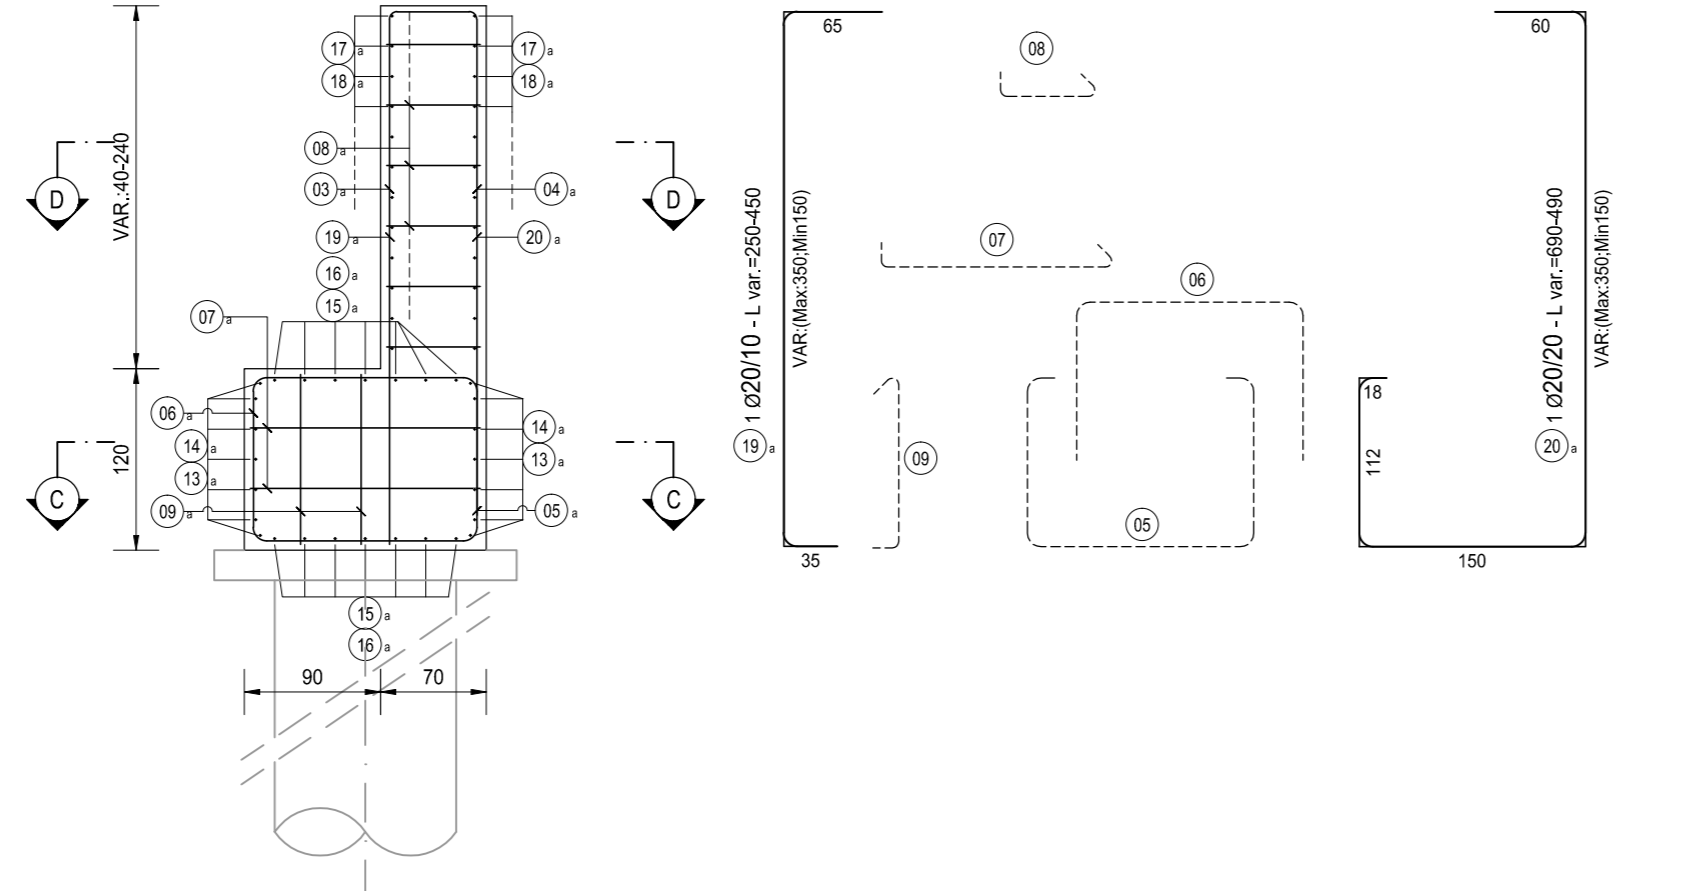 17 a
18 a
17 a
18 a
08 a
03 a
04 a
19 a
20 a
16 a
15 a
07 a
06 a
14 a
13 a
09 a
14 a
13 a
05 a
15 a
16 a
D
D
C
C
VAR.:40-240
120
90
70
65
35
1 Ø20/10 - L var.=250-450
VAR:(Max:350;Min150)
19 a
08
07
06
09
05
60
18
112
150
1 Ø20/20 - L var.=690-490
VAR:(Max:350;Min150)
20 a